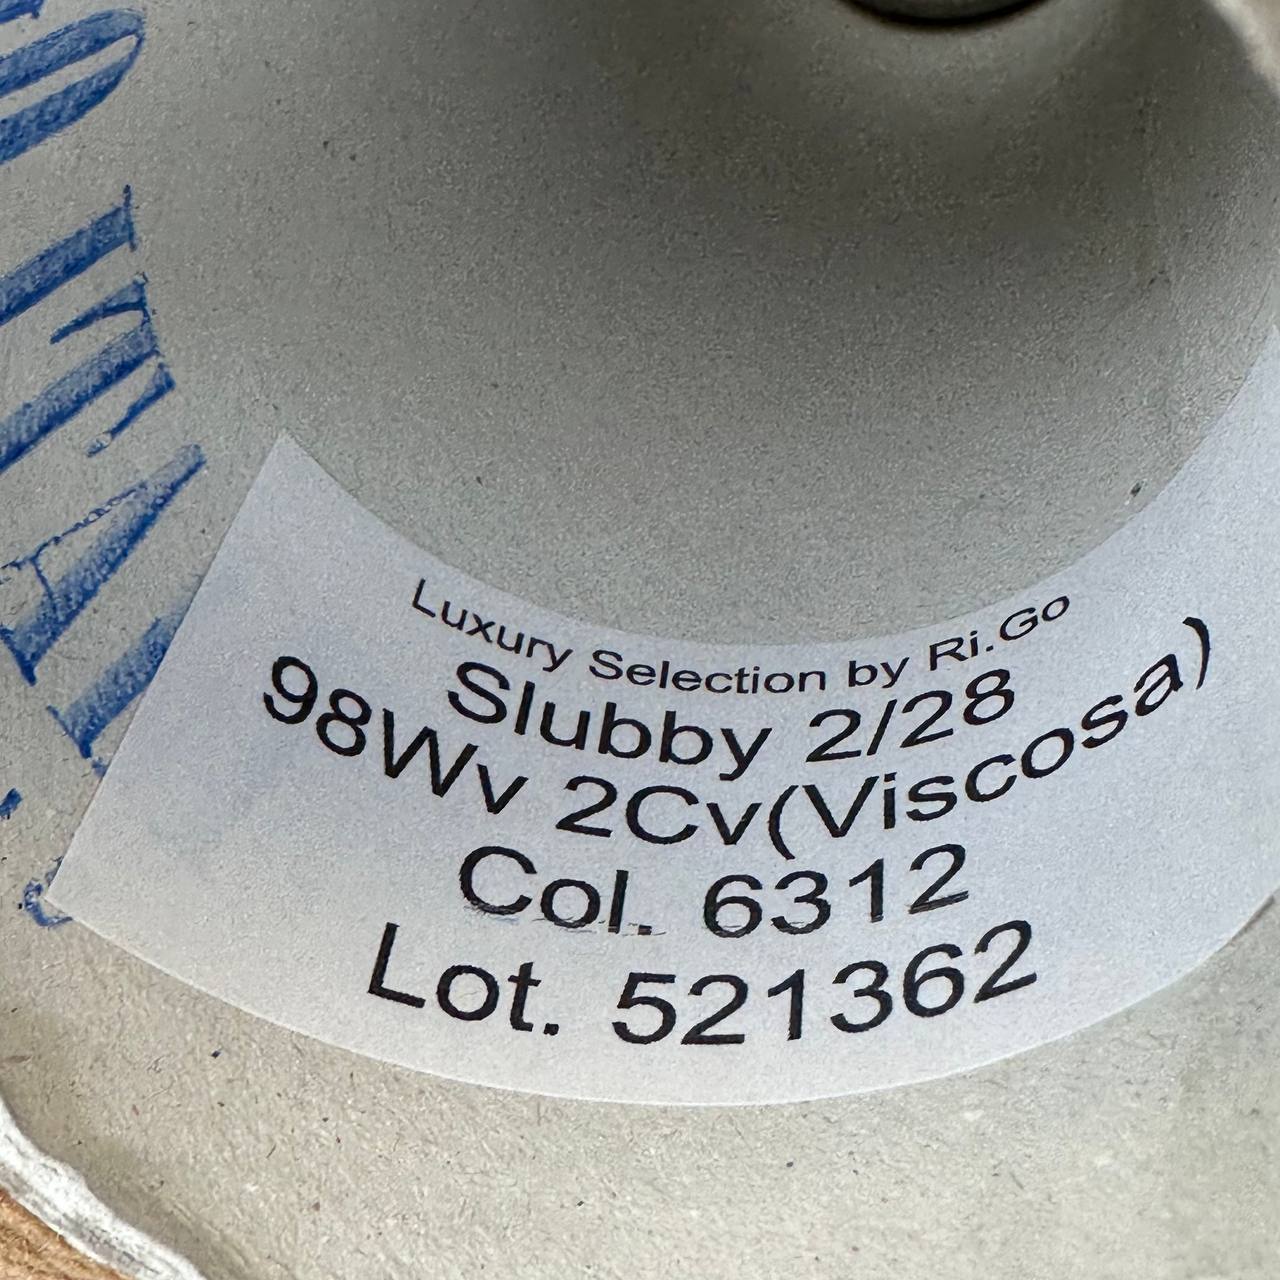 Luxury Selection by Ri.Go
Slubby 2/28
98Wv 2Cv(Viscosa)
Col. 6312
Lot. 521362